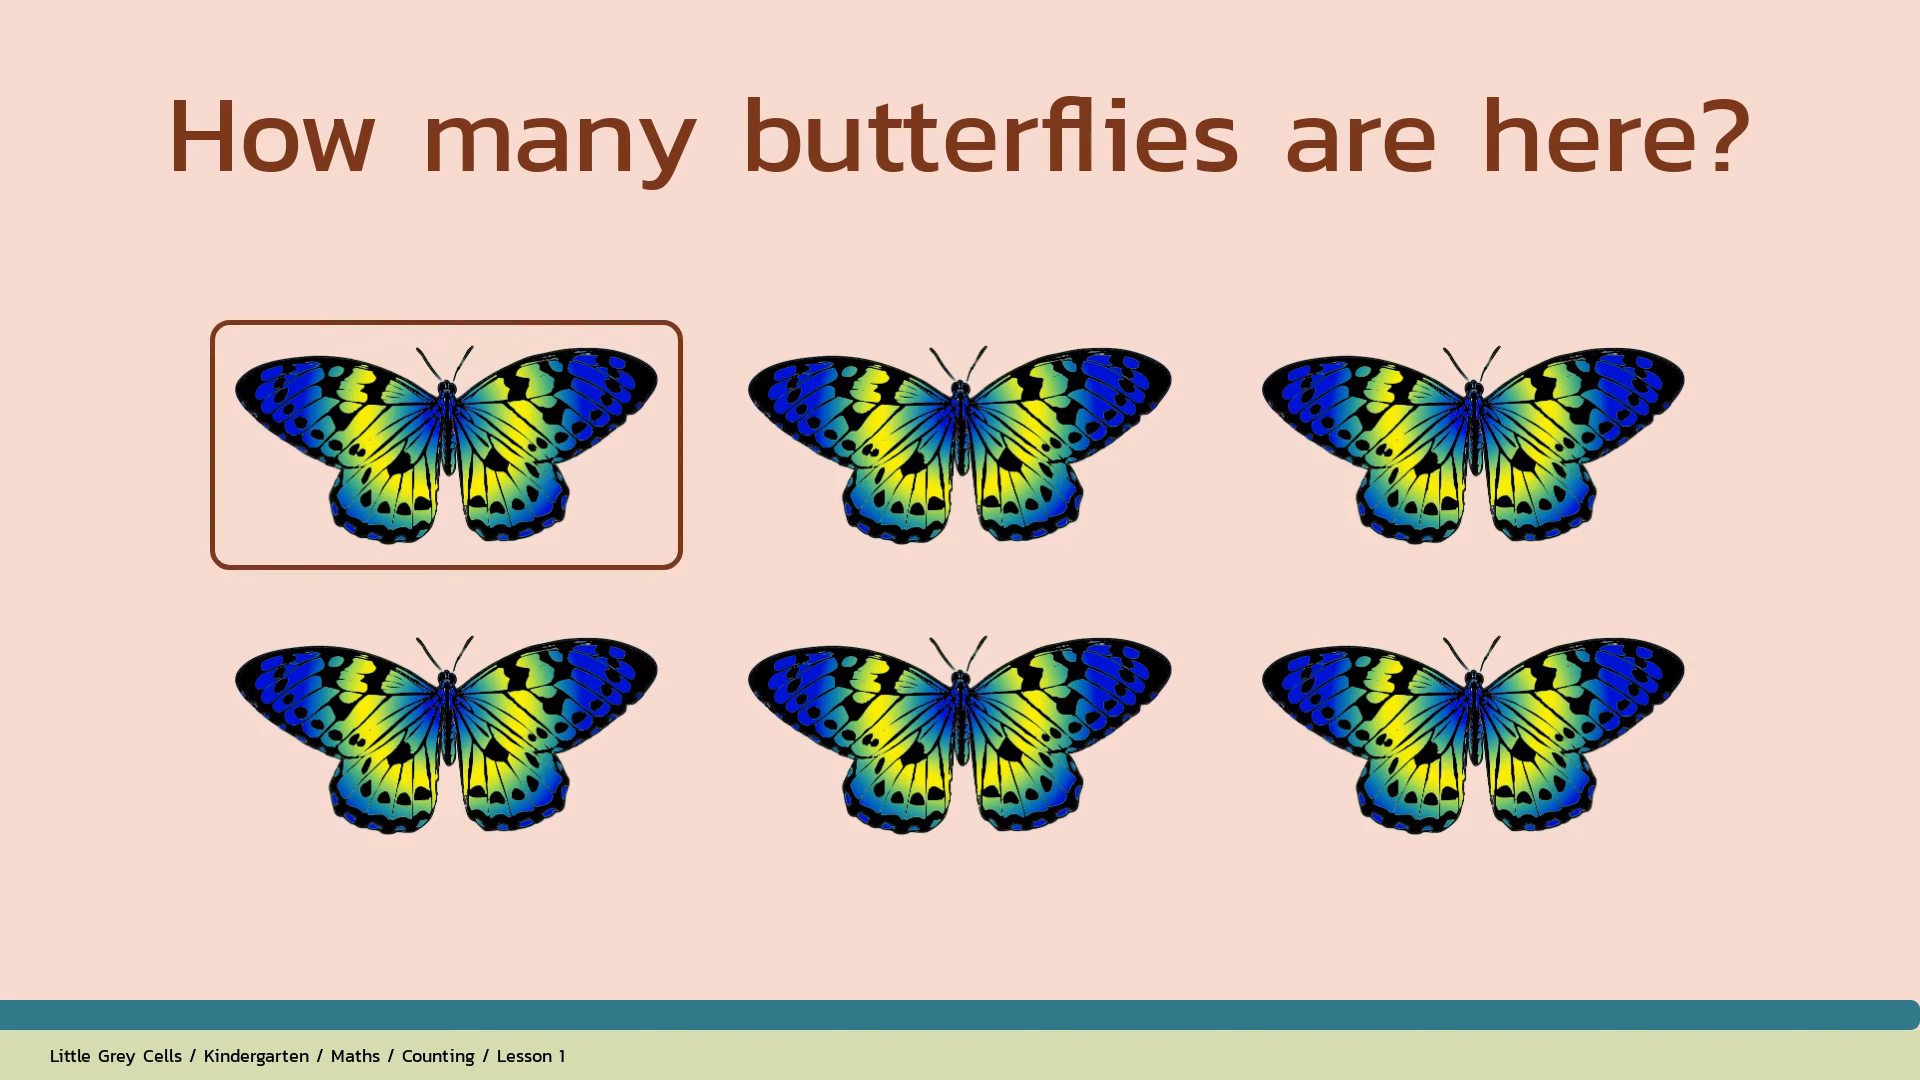 How many butterflies are here?
Little Grey Cells / Kindergarten / Maths / Counting / Lesson 1